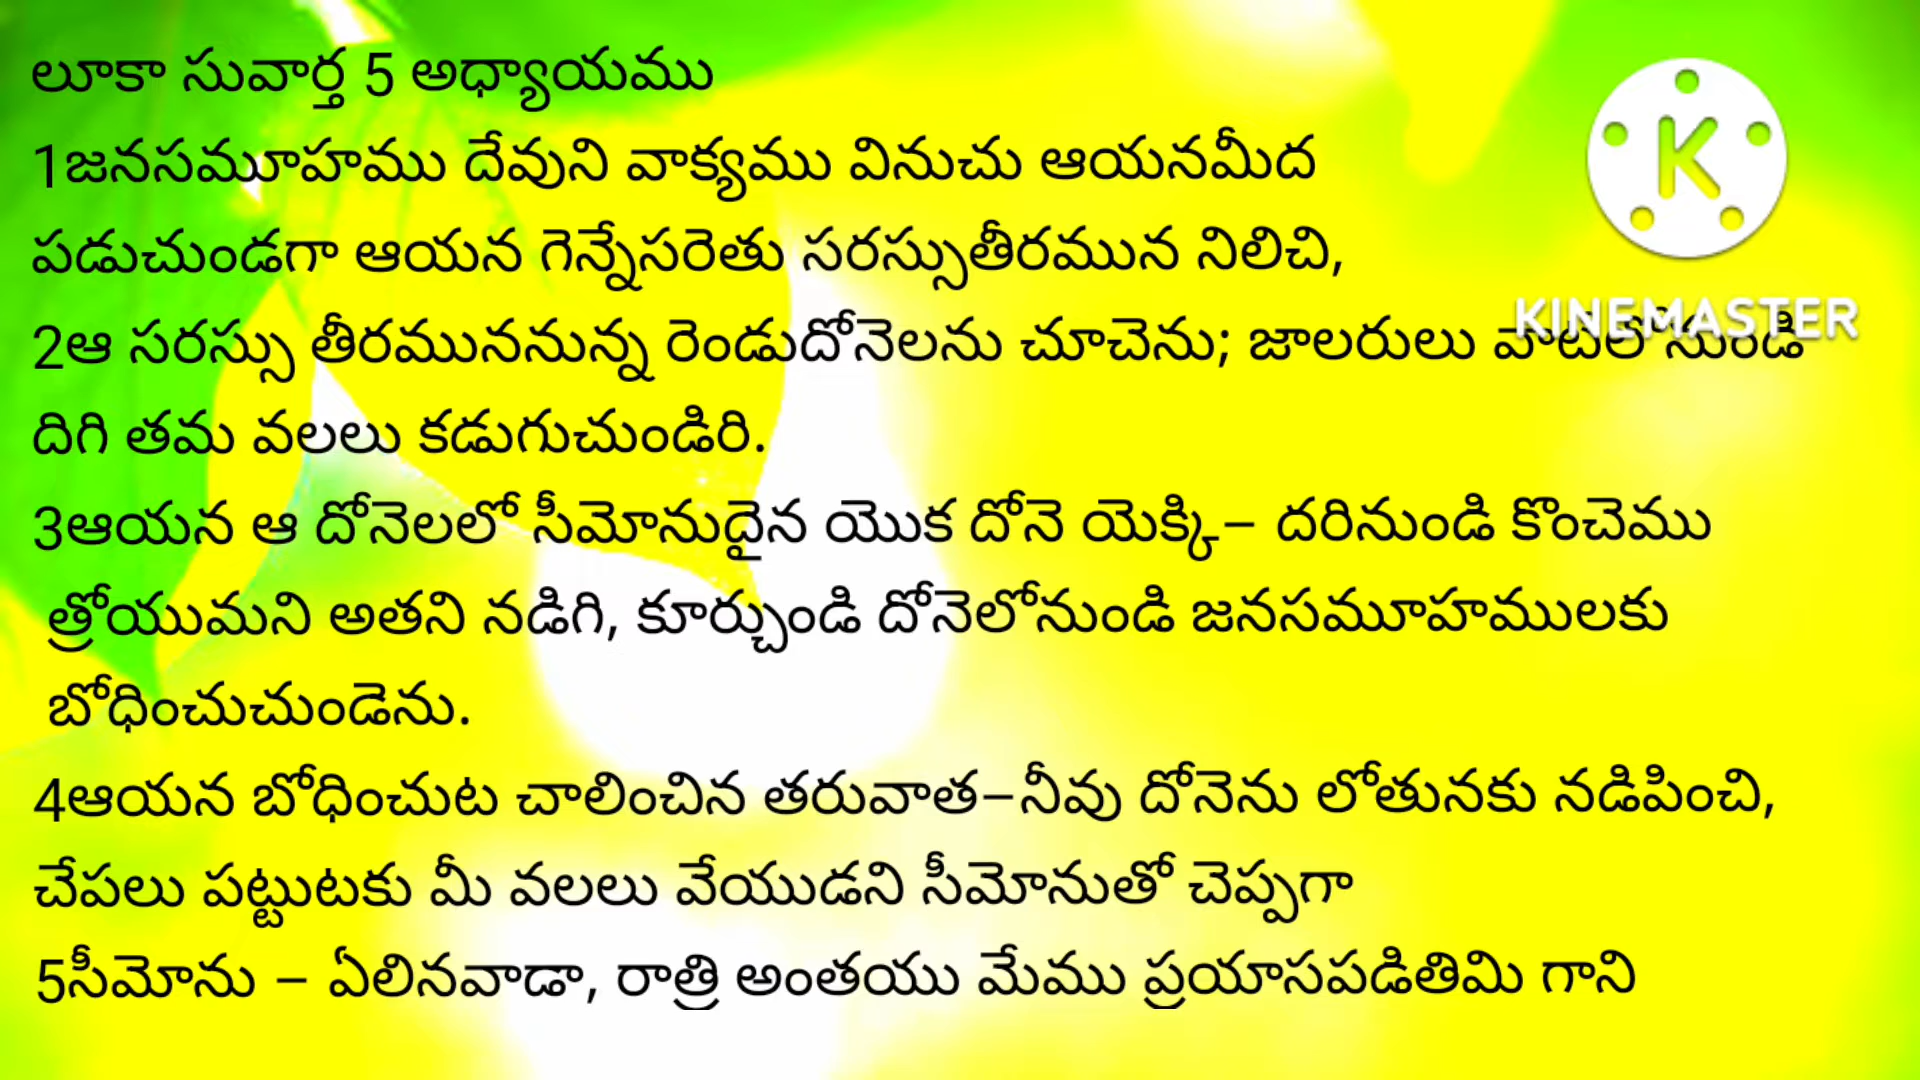 లూకా సువార్త 5 అధ్యాయము
1జనసమూహము దేవుని వాక్యము వినుచు ఆయనమీద
పడుచుండగా ఆయన గెన్నేసరెతు సరస్సుతీరమున నిలిచి,
2ఆ సరస్సు తీరముననున్న రెండుదోనెలను చూచెను; జాలరులు వాటిలోనుండి
KINEMASTER
దిగి తమ వలలు కడుగుచుండిరి.
3ఆయన ఆ దోనెలలో సీమోనుదైన యొక దోనె యెక్కి– దరినుండి కొంచెము
త్రోయుమని అతని నడిగి, కూర్చుండి దోనెలోనుండి జనసమూహములకు
బోధించుచుండెను.
4ఆయన బోధించుట చాలించిన తరువాత–నీవు దోనెను లోతునకు నడిపించి,
చేపలు పట్టుటకు మీ వలలు వేయుడని సీమోనుతో చెప్పగా
5సీమోను – ఏలినవాడా, రాత్రి అంతయు మేము ప్రయాసపడితిమి గాని